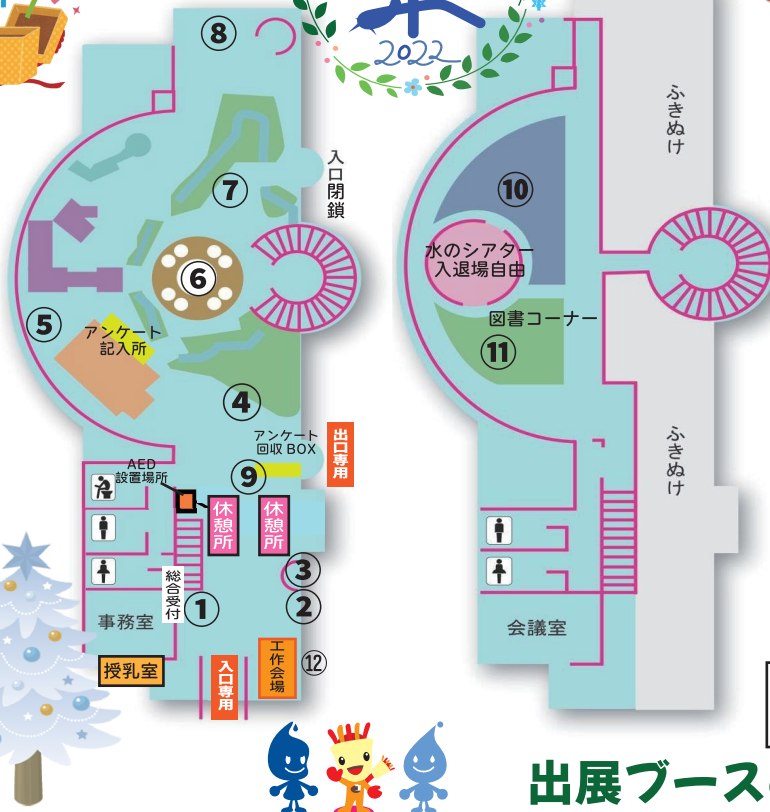 2022
⑧
入口閉鎖
⑦
⑥
⑤
アンケート
記入所
④
アンケート
回収 BOX
出口専用
AED
設置場所
⑨
休憩所
休憩所
③
総合受付
①
②
事務室
授乳室
入口専用
工作会場
⑫
ふきぬけ
⑩
水のシアター
入退場自由
図書コーナー
⑪
ふきぬけ
会議室
出展ブース